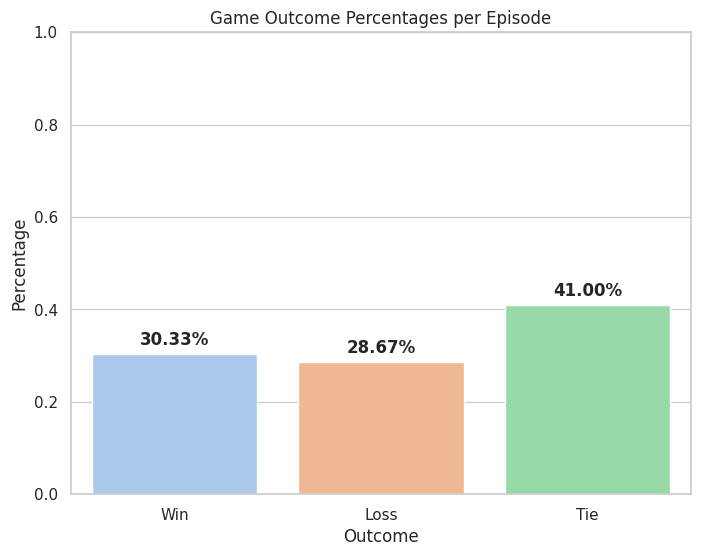 Game Outcome Percentages per Episode
1.0
0.8
0.6
0.4
0.2
0.0
Percentage
30.33%
28.67%
41.00%
Win
Loss
Tie
Outcome